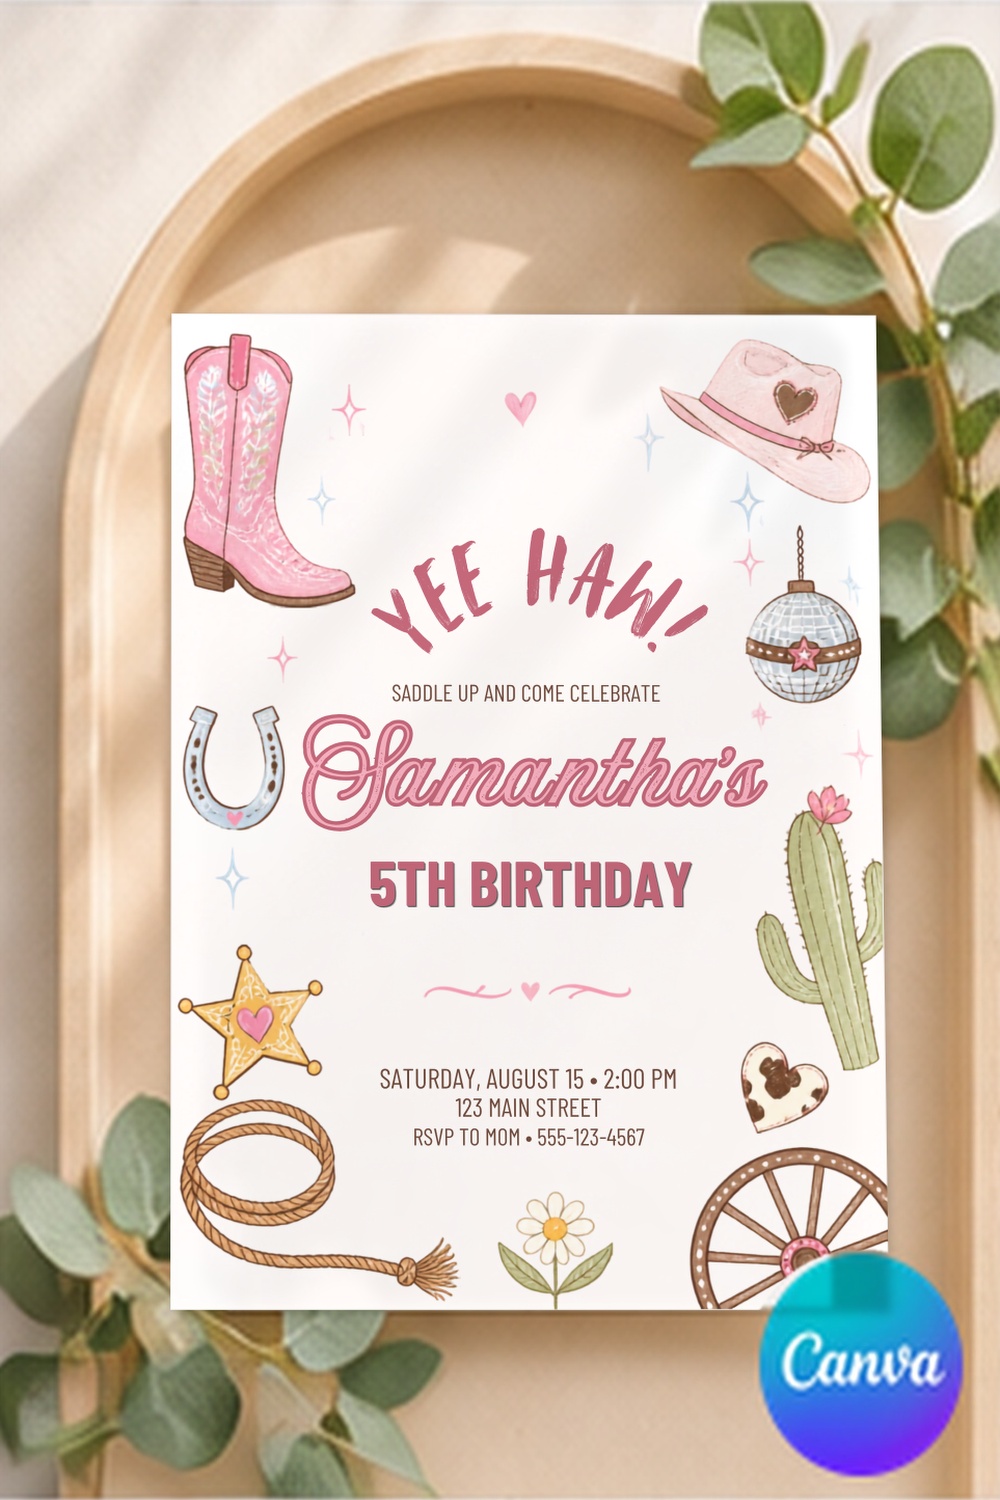 YEE HAW!
SADDLE UP AND COME CELEBRATE
Samantha's
5TH BIRTHDAY
SATURDAY, AUGUST 15 • 2:00 PM
123 MAIN STREET
RSVP TO MOM • 555-123-4567
Canva